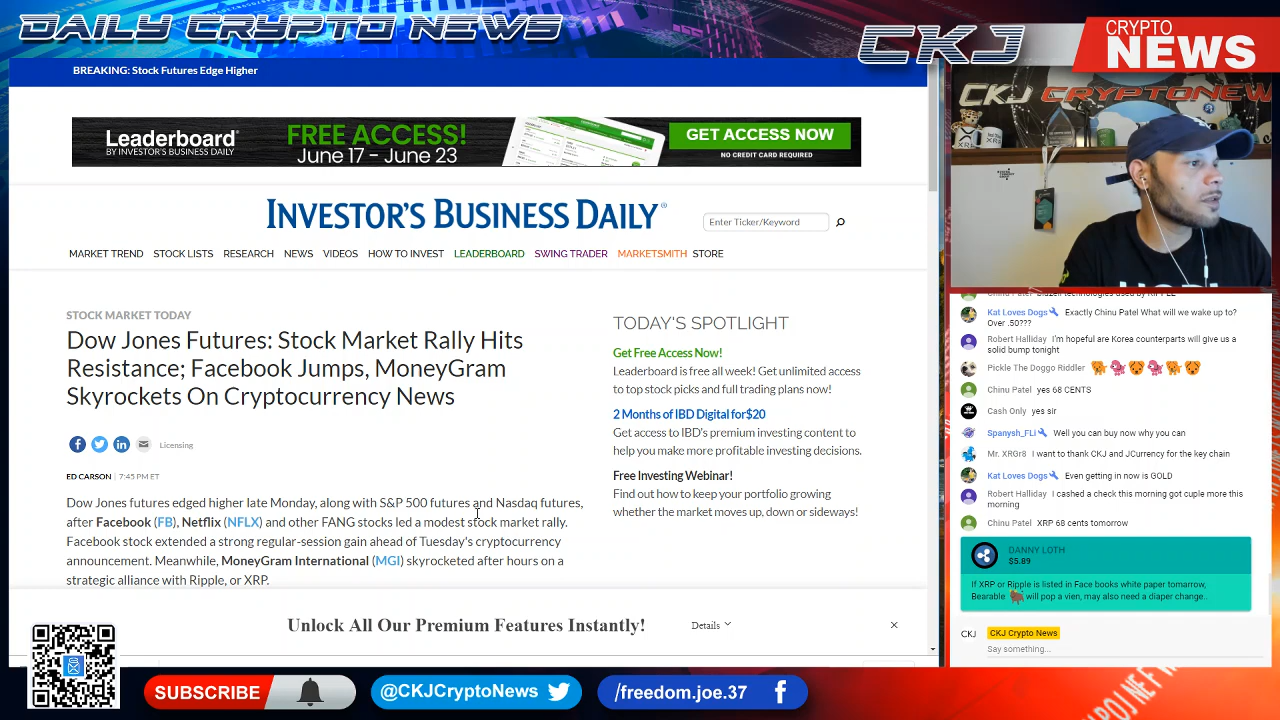 DAILY CRYPTO NEWS
CKJ
CRYPTO
NEWS
BREAKING: Stock Futures Edge Higher
Leaderboard
BY INVESTOR'S BUSINESS DAILY
FREE ACCESS!
June 17 – June 23
GET ACCESS NOW
NO CREDIT CARD REQUIRED
INVESTOR'S BUSINESS DAILY®
Enter Ticker/Keyword
MARKET TREND STOCK LISTS RESEARCH NEWS VIDEOS HOW TO INVEST LEADERBOARD SWING TRADER MARKETSMITH STORE
STOCK MARKET TODAY
Dow Jones Futures: Stock Market Rally Hits
Resistance; Facebook Jumps, MoneyGram
Skyrockets On Cryptocurrency News
Licensing
ED CARSON | 7:45 PM ET
Dow Jones futures edged higher late Monday, along with S&P 500 futures and Nasdaq futures,
after Facebook (FB), Netflix (NFLX) and other FANG stocks led a modest stock market rally.
Facebook stock extended a strong regular-session gain ahead of Tuesday's cryptocurrency
announcement. Meanwhile, MoneyGram International (MGI) skyrocketed after hours on a
strategic alliance with Ripple, or XRP.
TODAY'S SPOTLIGHT
Get Free Access Now!
Leaderboard is free all week! Get unlimited access
to top stock picks and full trading plans now!
2 Months of IBD Digital for$20
Get access to IBD's premium investing content to
help you make more profitable investing decisions.
Free Investing Webinar!
Find out how to keep your portfolio growing
whether the market moves up, down or sideways!
Unlock All Our Premium Features Instantly!
Details
CKJ CRYPTONEW
Kat Loves Dogs Exactly Chinu Patel What will we wake up to?
Over .50???
Robert Halliday I'm hopeful are Korea counterparts will give us a
solid bump tonight
Pickle The Doggo Riddler
Chinu Patel yes 68 CENTS
Cash Only yes sir
Spanysh_FLi Well you can buy now why you can
Mr. XRGr8 I want to thank CKJ and JCurrency for the key chain
Kat Loves Dogs Even getting in now is GOLD
Robert Halliday I cashed a check this morning got cuple more this
morning
Chinu Patel XRP 68 cents tomorrow
DANNY LOTH
$5.89
If XRP or Ripple is listed in Face books white paper tomorrow,
Bearable will pop a vien, may also need a diaper change..
CKJ CKJ Crypto News
Say something...
SUBSCRIBE
@CKJCryptoNews
/freedom.joe.37